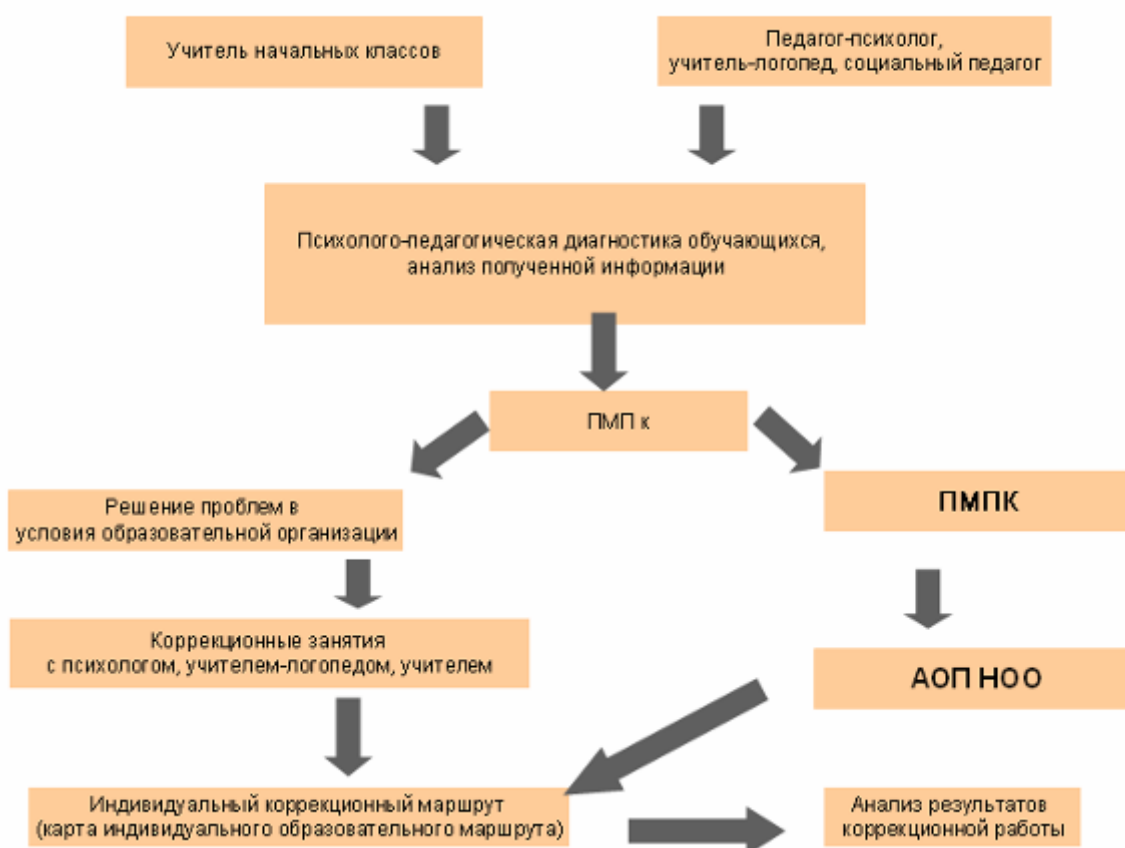 Учитель начальных классов
Педагог-психолог,
учитель-логопед, социальный педагог
Психолого-педагогическая диагностика обучающихся,
анализ полученной информации
ПМП к
Решение проблем в
условия образовательной организации
ПМПК
Коррекционные занятия
с психологом, учителем-логопедом, учителем
АОП НОО
Индивидуальный коррекционный маршрут
(карта индивидуального образовательного маршрута)
Анализ результатов
коррекционной работы